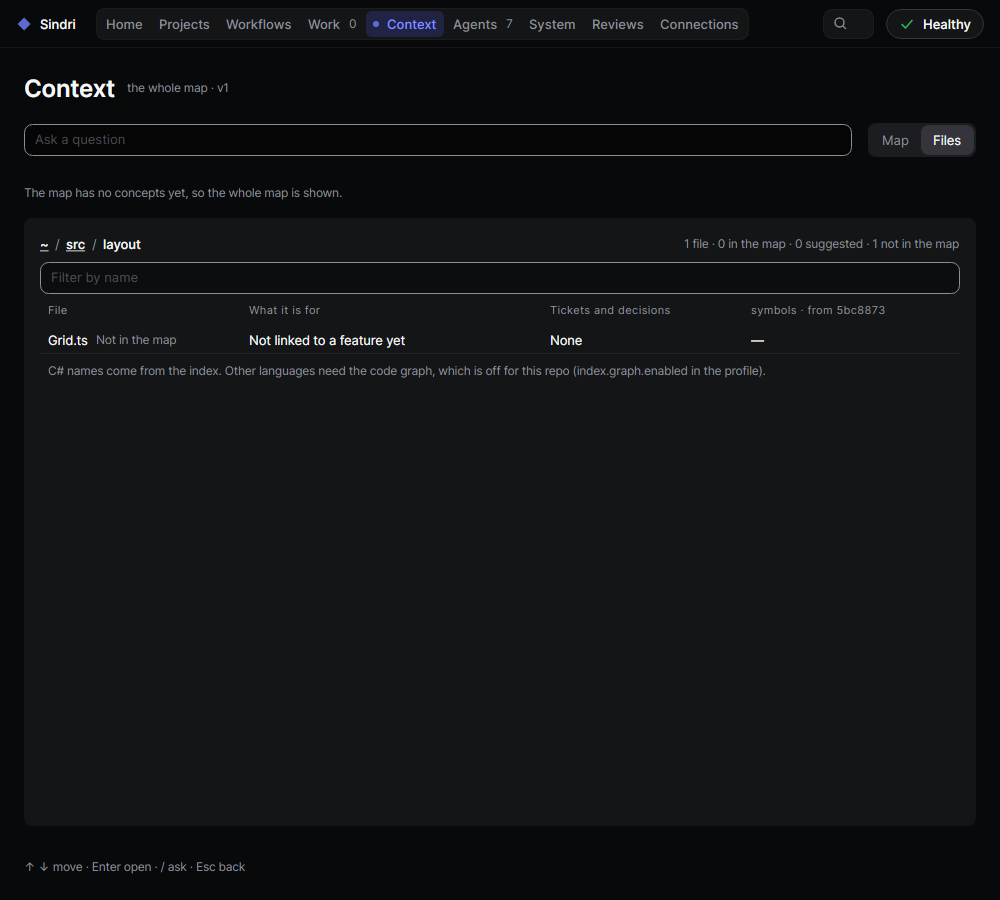 Sindri Home Projects Workflows Work 0 Context Agents 7 System Reviews Connections Healthy
Context the whole map · v1
Ask a question Map Files
The map has no concepts yet, so the whole map is shown.
~ / src / layout 1 file · 0 in the map · 0 suggested · 1 not in the map
Filter by name
File What it is for Tickets and decisions symbols · from 5bc8873
Grid.ts Not in the map Not linked to a feature yet None —
C# names come from the index. Other languages need the code graph, which is off for this repo (index.graph.enabled in the profile).
↑ ↓ move · Enter open · / ask · Esc back